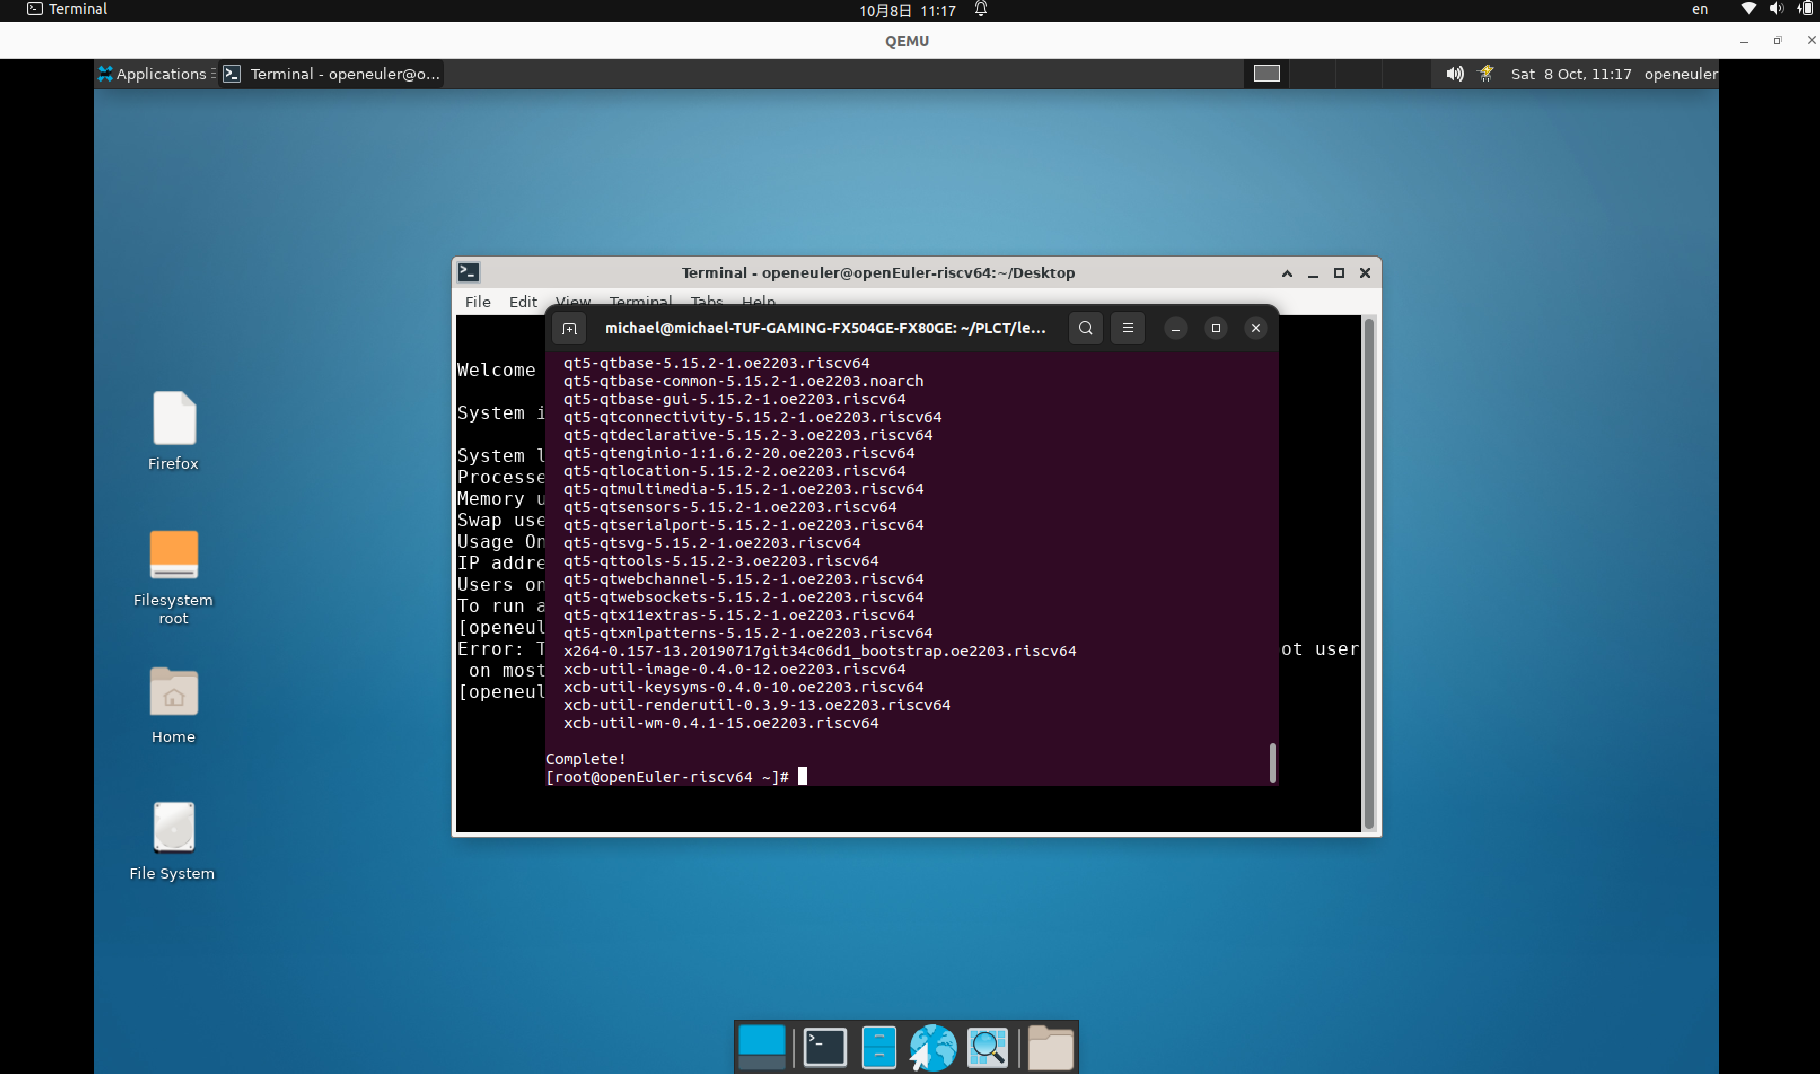 Terminal
10月8日 11:17
en
QEMU
Applications
Terminal - openeuler@o...
Sat 8 Oct, 11:17
openeuler
Terminal - openeuler@openEuler-riscv64:~/Desktop
File Edit View Terminal Tabs Help
michael@michael-TUF-GAMING-FX504GE-FX80GE: ~/PLCT/le...
Welcome
System i
System l
Processe
Memory u
Swap use
Usage On
IP addre
Users on
To run a
[openeul
Error: T
ot user
on most
[openeul
qt5-qtbase-5.15.2-1.oe2203.riscv64
qt5-qtbase-common-5.15.2-1.oe2203.noarch
qt5-qtbase-gui-5.15.2-1.oe2203.riscv64
qt5-qtconnectivity-5.15.2-1.oe2203.riscv64
qt5-qtdeclarative-5.15.2-3.oe2203.riscv64
qt5-qtenginio-1:1.6.2-20.oe2203.riscv64
qt5-qtlocation-5.15.2-2.oe2203.riscv64
qt5-qtmultimedia-5.15.2-1.oe2203.riscv64
qt5-qtsensors-5.15.2-1.oe2203.riscv64
qt5-qtserialport-5.15.2-1.oe2203.riscv64
qt5-qtsvg-5.15.2-1.oe2203.riscv64
qt5-qttools-5.15.2-3.oe2203.riscv64
qt5-qtwebchannel-5.15.2-1.oe2203.riscv64
qt5-qtwebsockets-5.15.2-1.oe2203.riscv64
qt5-qtx11extras-5.15.2-1.oe2203.riscv64
qt5-qtxmlpatterns-5.15.2-1.oe2203.riscv64
x264-0.157-13.20190717git34c06d1_bootstrap.oe2203.riscv64
xcb-util-image-0.4.0-12.oe2203.riscv64
xcb-util-keysyms-0.4.0-10.oe2203.riscv64
xcb-util-renderutil-0.3.9-13.oe2203.riscv64
xcb-util-wm-0.4.1-15.oe2203.riscv64
Complete!
[root@openEuler-riscv64 ~]#
Firefox
Filesystem
root
Home
File System